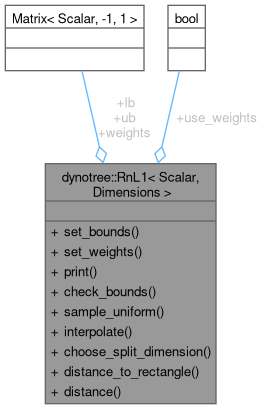 Matrix< Scalar, -1, 1 >
bool
+lb
+ub
+weights
+use_weights
dynotree::RnL1< Scalar,
Dimensions >
+ set_bounds()
+ set_weights()
+ print()
+ check_bounds()
+ sample_uniform()
+ interpolate()
+ choose_split_dimension()
+ distance_to_rectangle()
+ distance()